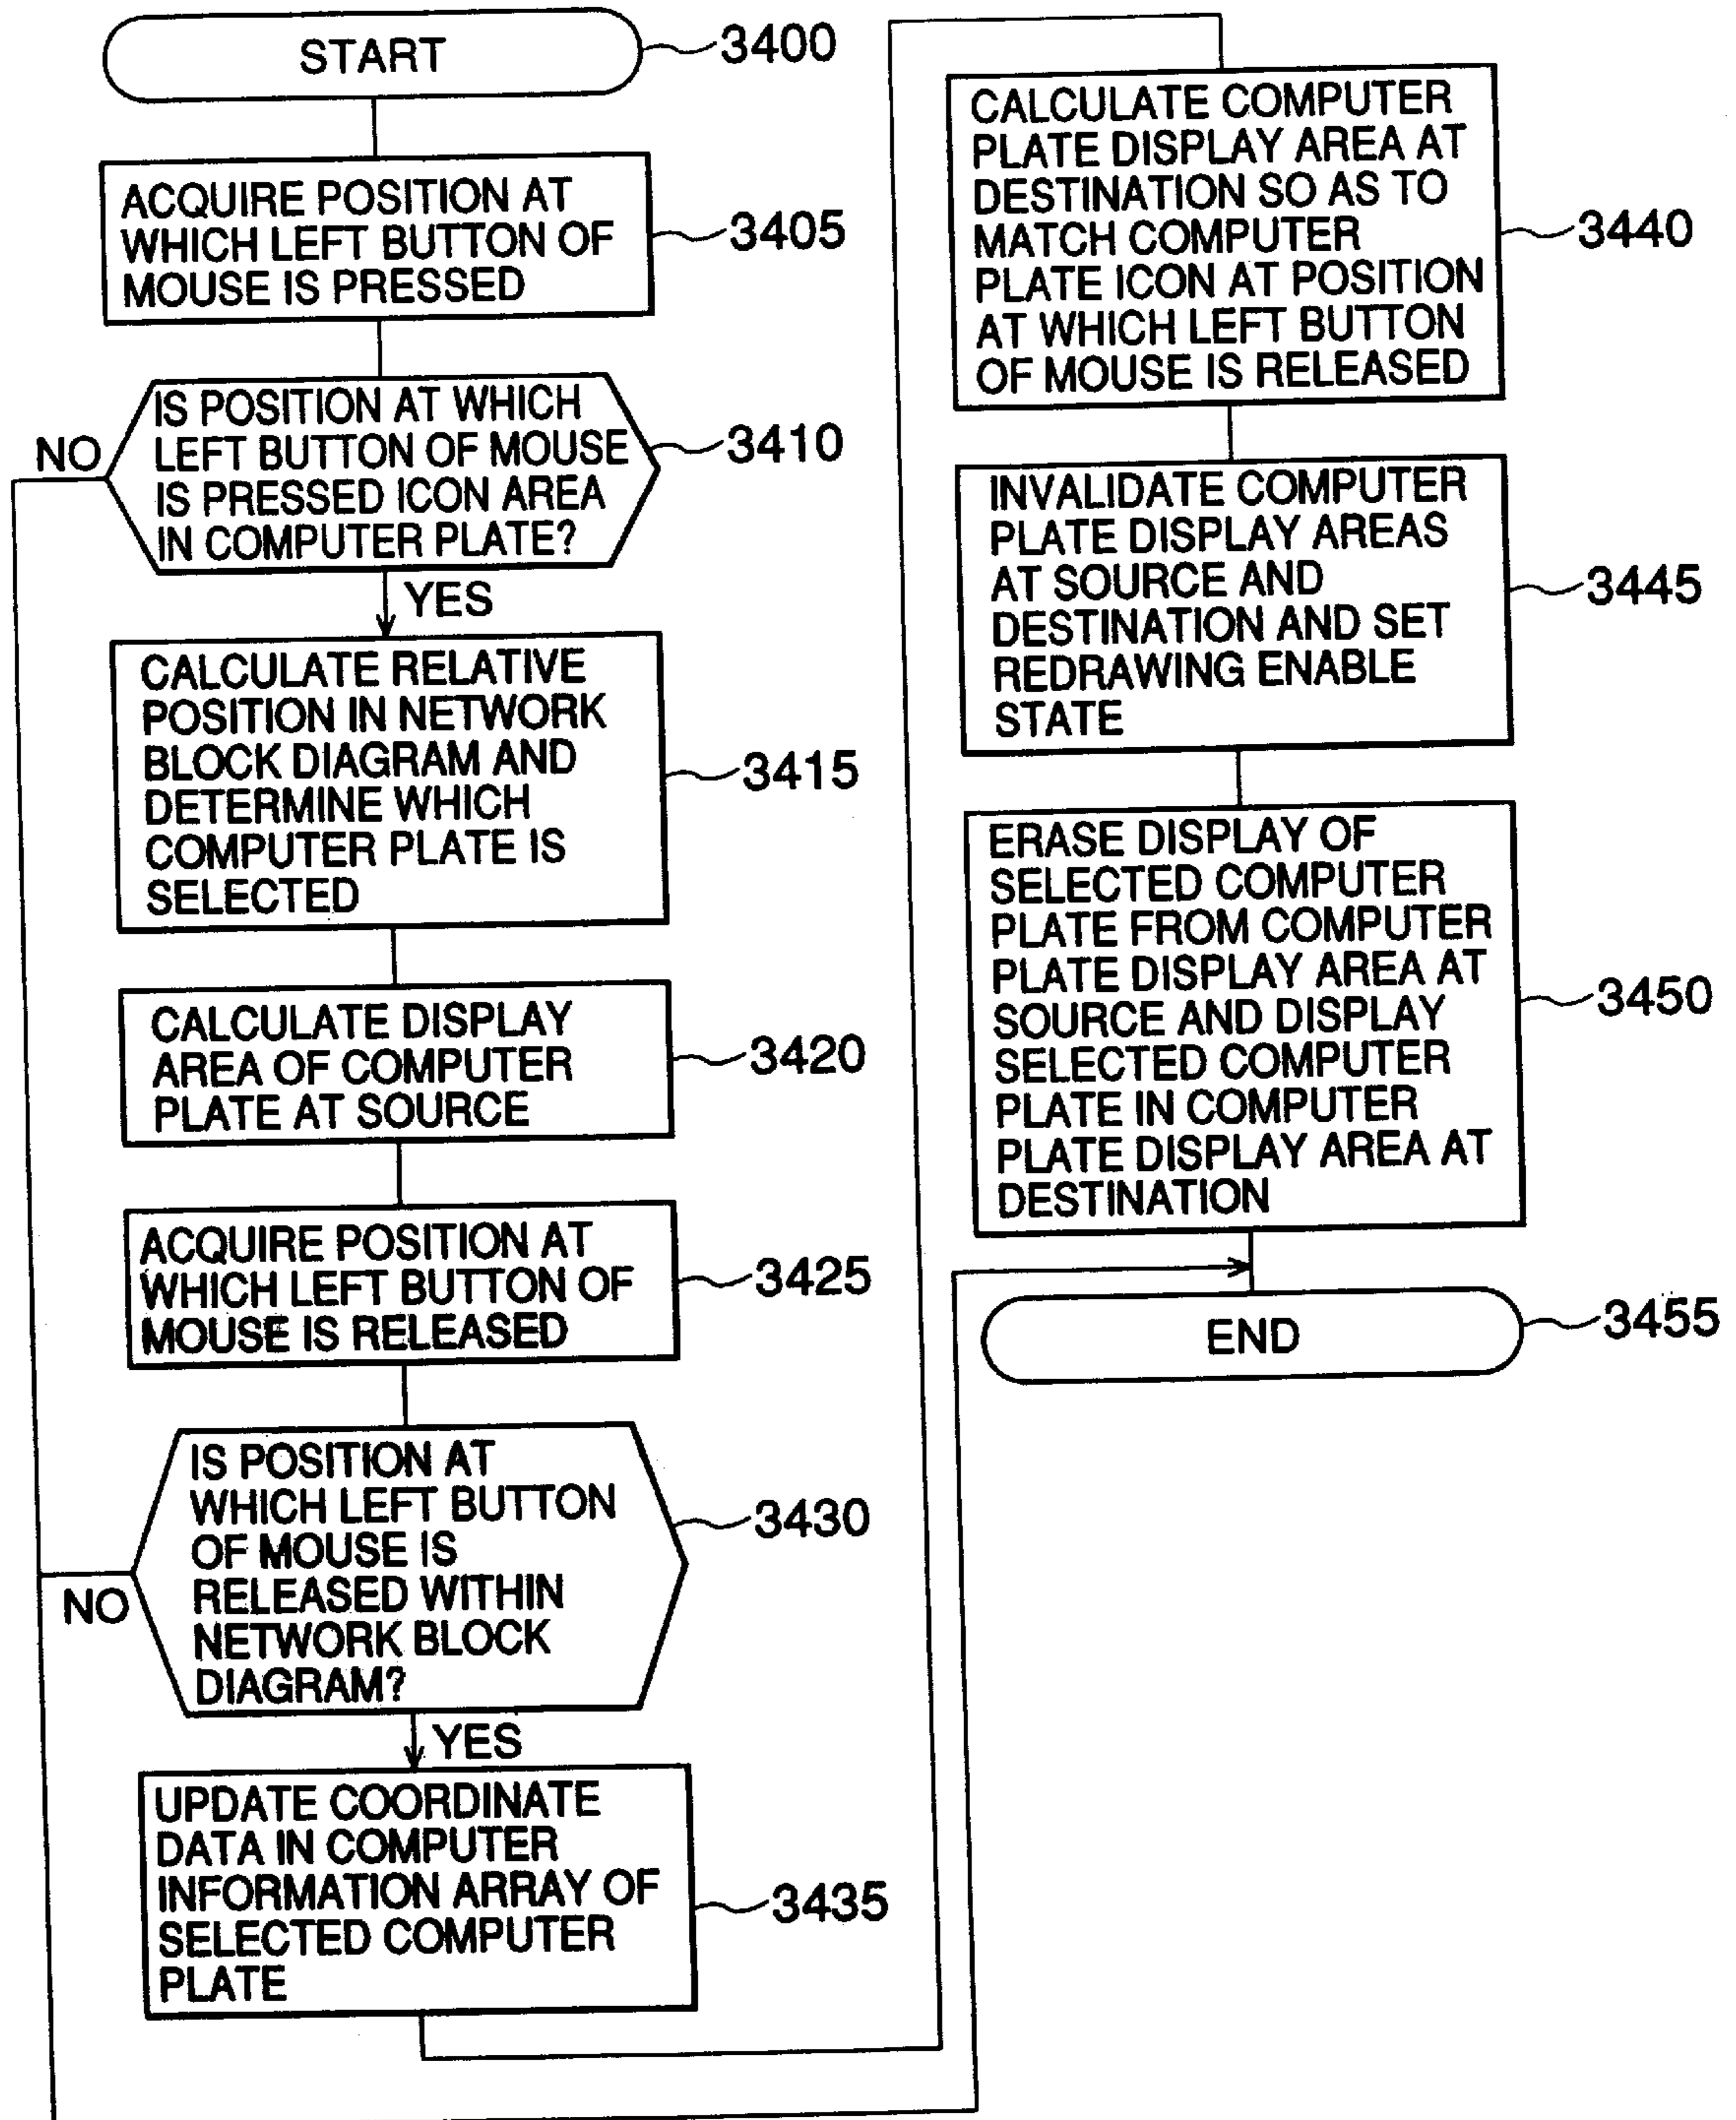 START
3400
ACQUIRE POSITION AT
WHICH LEFT BUTTON OF
MOUSE IS PRESSED
3405
IS POSITION AT WHICH
LEFT BUTTON OF MOUSE
IS PRESSED ICON AREA
IN COMPUTER PLATE?
3410
NO
YES
CALCULATE RELATIVE
POSITION IN NETWORK
BLOCK DIAGRAM AND
DETERMINE WHICH
COMPUTER PLATE IS
SELECTED
3415
CALCULATE DISPLAY
AREA OF COMPUTER
PLATE AT SOURCE
3420
ACQUIRE POSITION AT
WHICH LEFT BUTTON OF
MOUSE IS RELEASED
3425
IS POSITION AT
WHICH LEFT BUTTON
OF MOUSE IS
RELEASED WITHIN
NETWORK BLOCK
DIAGRAM?
3430
NO
YES
UPDATE COORDINATE
DATA IN COMPUTER
INFORMATION ARRAY OF
SELECTED COMPUTER
PLATE
3435
CALCULATE COMPUTER
PLATE DISPLAY AREA AT
DESTINATION SO AS TO
MATCH COMPUTER
PLATE ICON AT POSITION
AT WHICH LEFT BUTTON
OF MOUSE IS RELEASED
3440
INVALIDATE COMPUTER
PLATE DISPLAY AREAS
AT SOURCE AND
DESTINATION AND SET
REDRAWING ENABLE
STATE
3445
ERASE DISPLAY OF
SELECTED COMPUTER
PLATE FROM COMPUTER
PLATE DISPLAY AREA AT
SOURCE AND DISPLAY
SELECTED COMPUTER
PLATE IN COMPUTER
PLATE DISPLAY AREA AT
DESTINATION
3450
END
3455